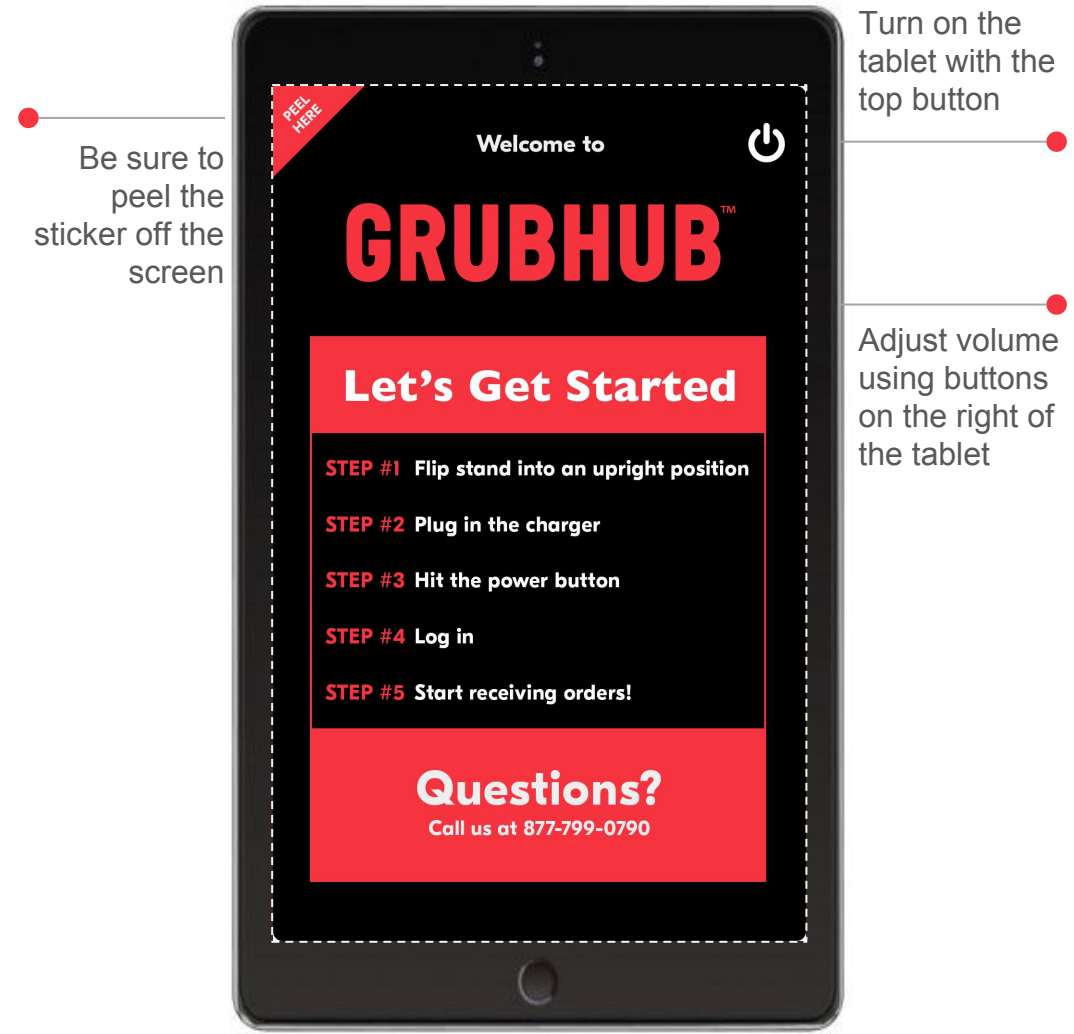 Be sure to
peel the
sticker off the
screen
PEEL
HERE
Welcome to
GRUBHUB™
Let's Get Started
STEP #1 Flip stand into an upright position
STEP #2 Plug in the charger
STEP #3 Hit the power button
STEP #4 Log in
STEP #5 Start receiving orders!
Questions?
Call us at 877-799-0790
Turn on the
tablet with the
top button
Adjust volume
using buttons
on the right of
the tablet